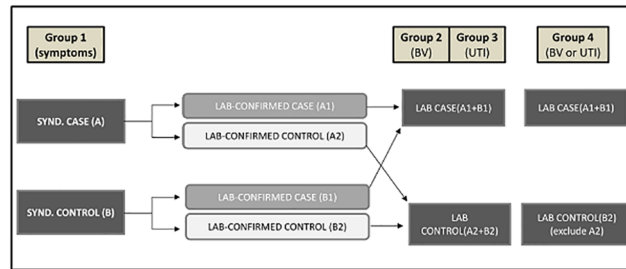 Group 1
(symptoms)
Group 2
(BV)
Group 3
(UTI)
Group 4
(BV or UTI)
SYND. CASE (A)
LAB-CONFIRMED CASE (A1)
LAB-CONFIRMED CONTROL (A2)
LAB CASE(A1+B1)
LAB CASE(A1+B1)
SYND. CONTROL (B)
LAB-CONFIRMED CASE (B1)
LAB-CONFIRMED CONTROL (B2)
LAB
CONTROL(A2+B2)
LAB CONTROL(B2)
(exclude A2)